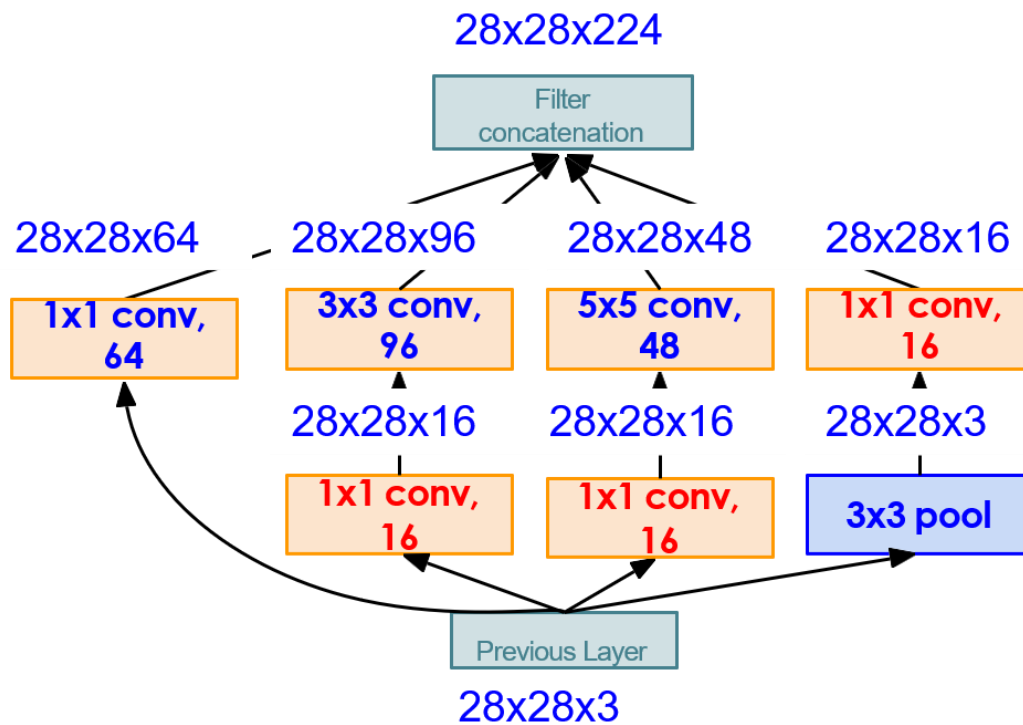 28x28x224
Filter
concatenation
28x28x64
28x28x96
28x28x48
28x28x16
1x1 conv,
64
3x3 conv,
96
5x5 conv,
48
1x1 conv,
16
28x28x16
28x28x16
28x28x3
1x1 conv,
16
1x1 conv,
16
3x3 pool
Previous Layer
28x28x3